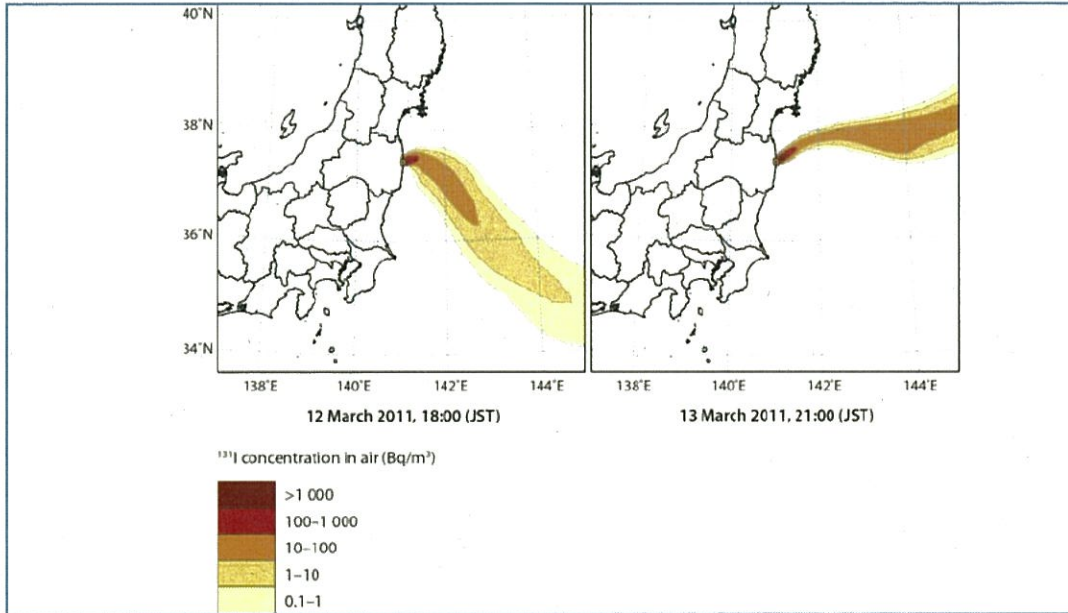 40°N
38°N
36°N
34°N
138°E 140°E 142°E 144°E
138°E 140°E 142°E 144°E
12 March 2011, 18:00 (JST)
13 March 2011, 21:00 (JST)
¹³¹I concentration in air (Bq/m³)
>1 000
100–1 000
10–100
1–10
0.1–1